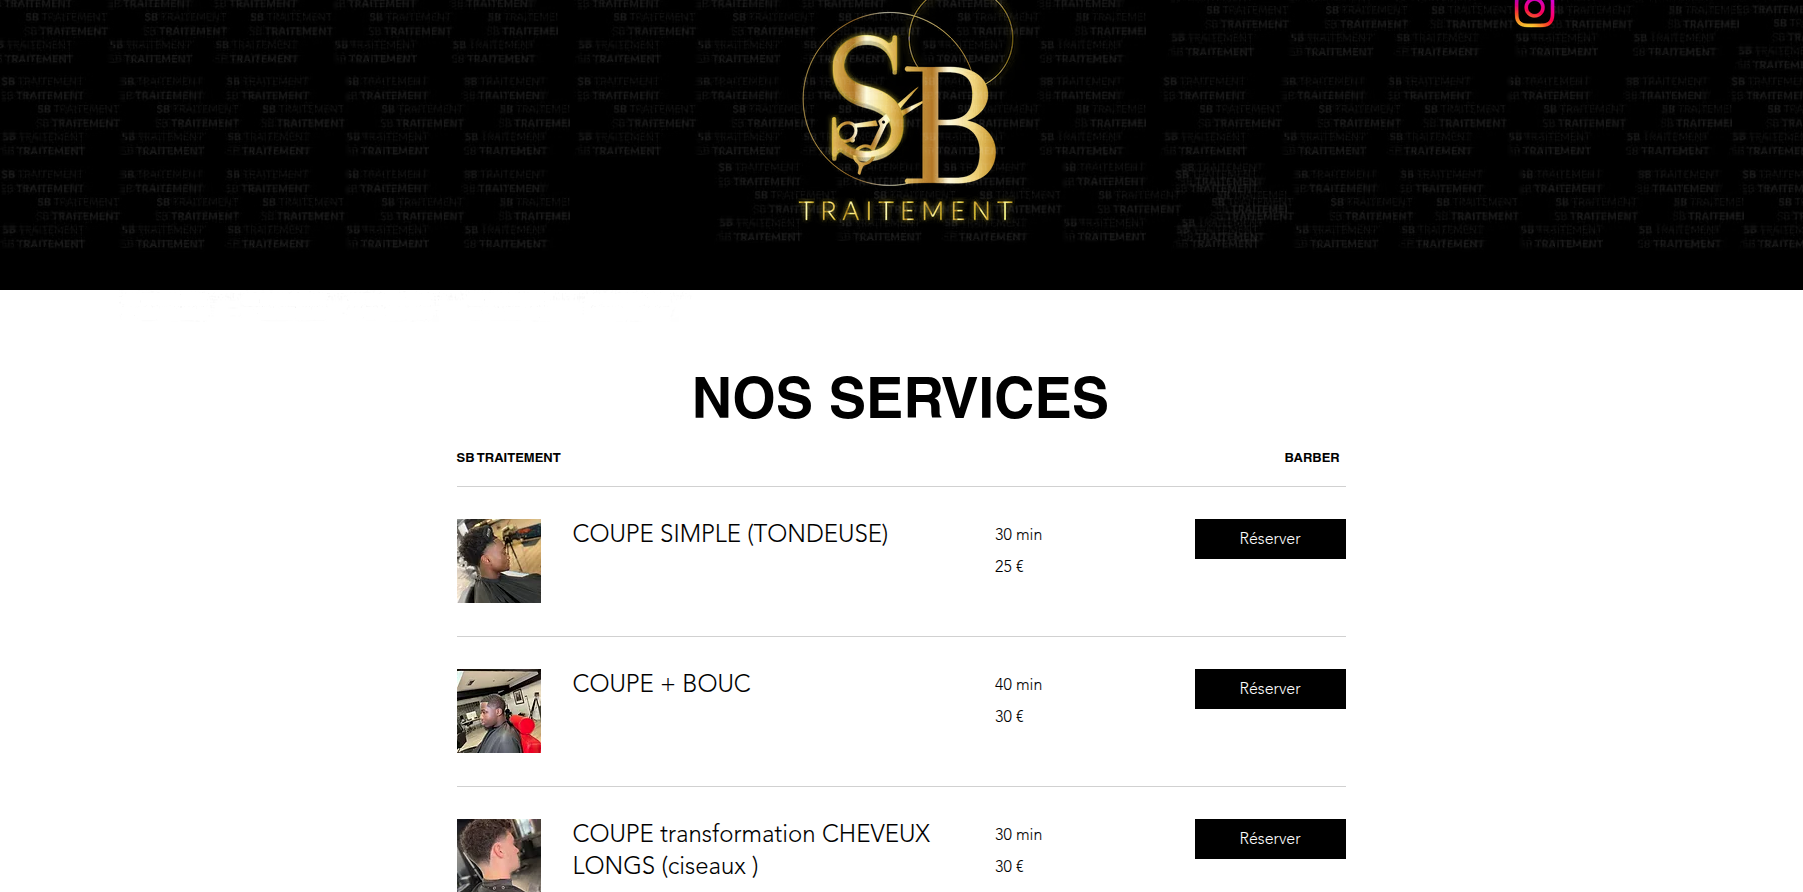 SB
TRAITEMENT
NOS SERVICES
SB TRAITEMENT
BARBER
COUPE SIMPLE (TONDEUSE)
30 min
25 €
Réserver
COUPE + BOUC
40 min
30 €
Réserver
COUPE transformation CHEVEUX
LONGS (ciseaux )
30 min
30 €
Réserver